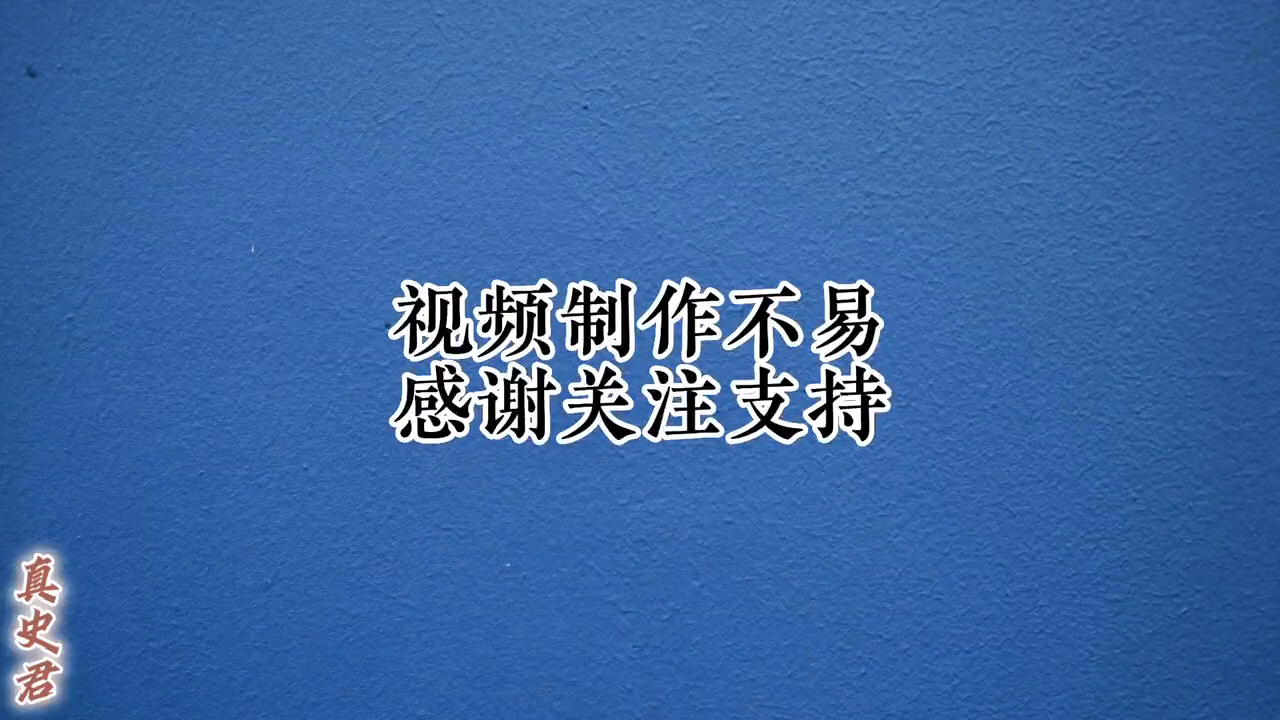 视频制作不易
感谢关注支持
真史君